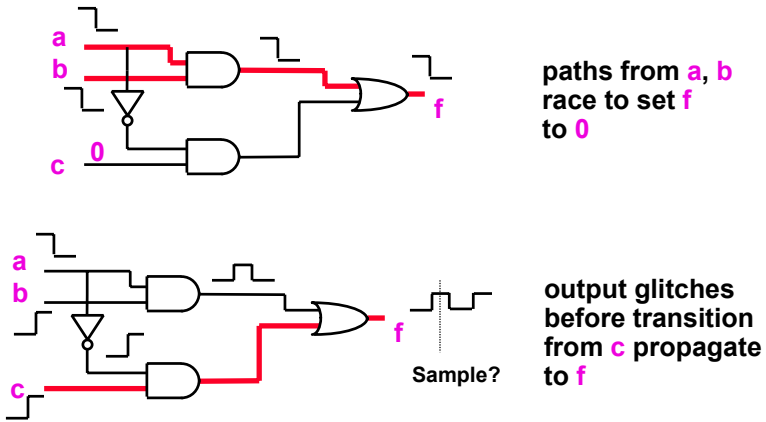 a
b
0
c
f
paths from a, b
race to set f
to 0
a
b
c
f
Sample?
output glitches
before transition
from c propagate
to f